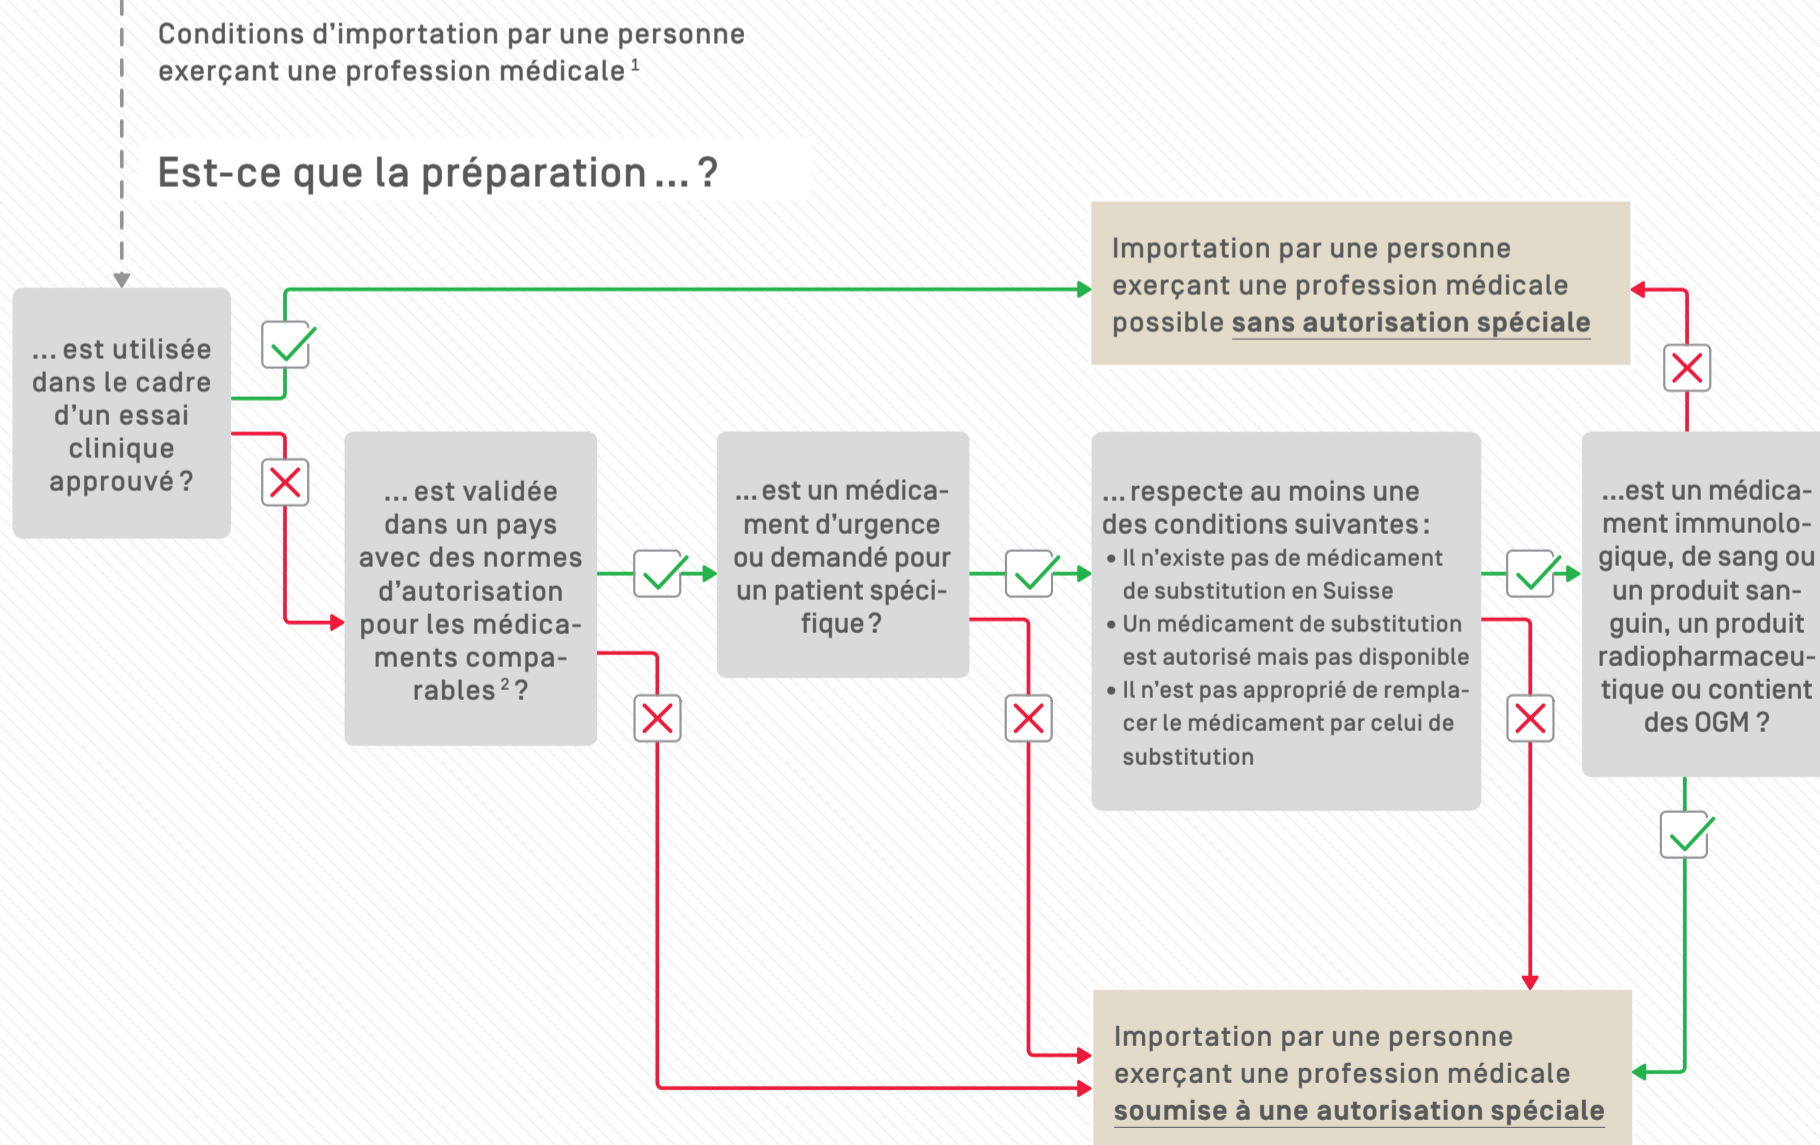 Conditions d’importation par une personne
exerçant une profession médicale ¹
Est-ce que la préparation ... ?
... est utilisée
dans le cadre
d’un essai
clinique
approuvé ?
... est validée
dans un pays
avec des normes
d’autorisation
pour les médica-
ments compa-
rables ² ?
... est un médica-
ment d’urgence
ou demandé pour
un patient spéci-
fique ?
... respecte au moins une
des conditions suivantes :
• Il n’existe pas de médicament
de substitution en Suisse
• Un médicament de substitution
est autorisé mais pas disponible
• Il n’est pas approprié de rempla-
cer le médicament par celui de
substitution
...est un médica-
ment immunolo-
gique, de sang ou
un produit san-
guin, un produit
radiopharmaceu-
tique ou contient
des OGM ?
Importation par une personne
exerçant une profession médicale
possible sans autorisation spéciale
Importation par une personne
exerçant une profession médicale
soumise à une autorisation spéciale